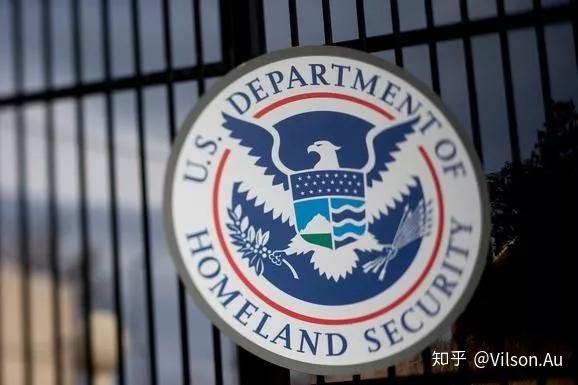 U.S. DEPARTMENT OF
HOMELAND SECURITY
知乎 @Vilson.Au